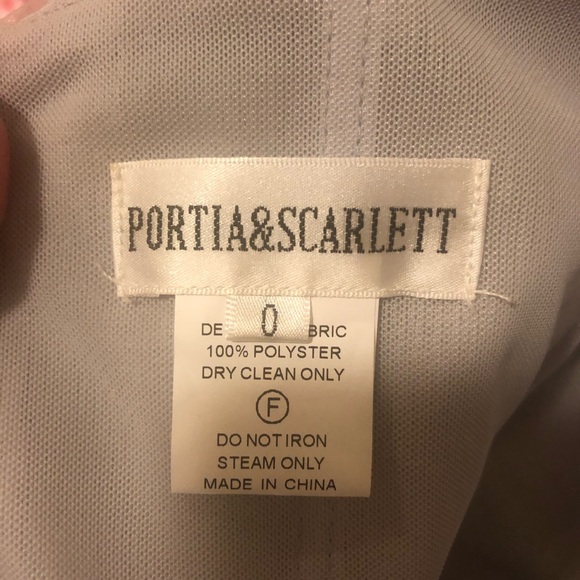 PORTIA&SCARLETT
0
DE BRIC
100% POLYSTER
DRY CLEAN ONLY
F
DO NOT IRON
STEAM ONLY
MADE IN CHINA